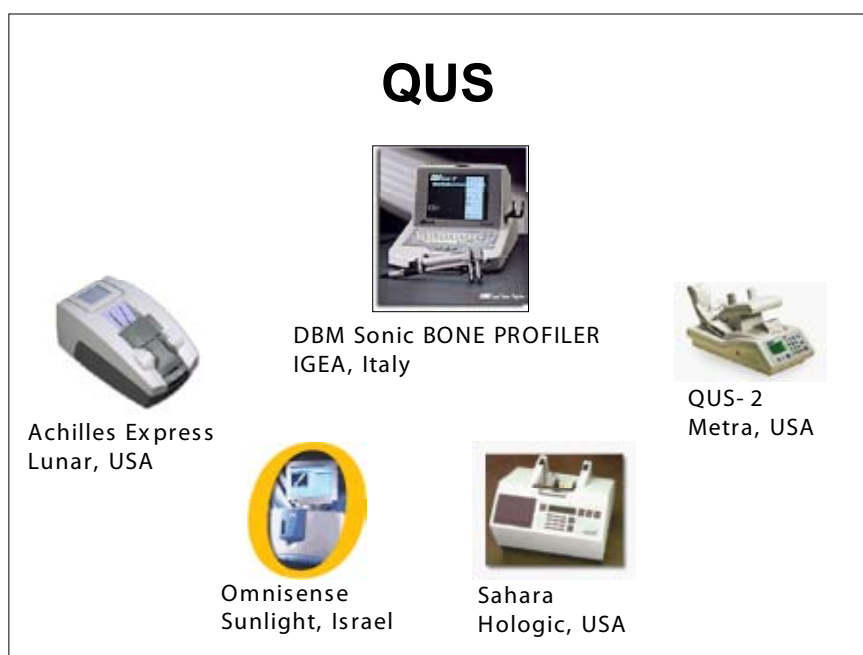 QUS
DBM Sonic BONE PROFILER
IGEA, Italy
Achilles Express
Lunar, USA
QUS- 2
Metra, USA
Omnisense
Sunlight, Israel
Sahara
Hologic, USA